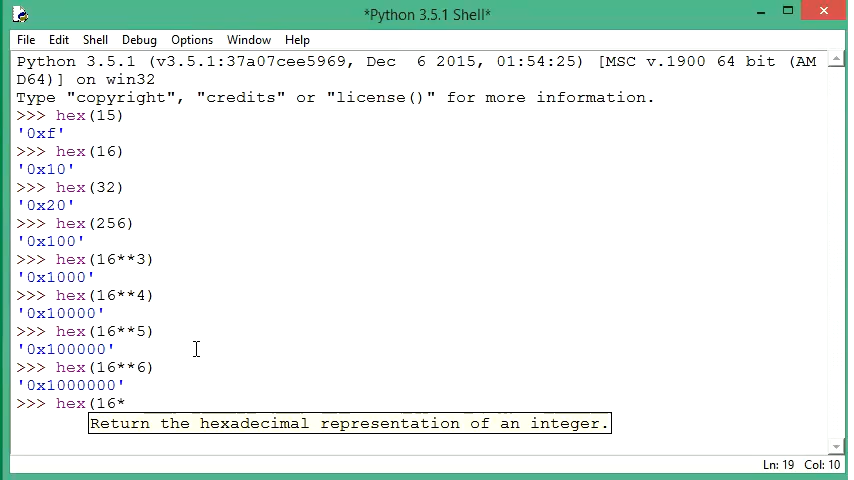 *Python 3.5.1 Shell*
File Edit Shell Debug Options Window Help
Python 3.5.1 (v3.5.1:37a07cee5969, Dec  6 2015, 01:54:25) [MSC v.1900 64 bit (AM
D64)] on win32
Type "copyright", "credits" or "license()" for more information.
>>> hex(15)
'0xf'
>>> hex(16)
'0x10'
>>> hex(32)
'0x20'
>>> hex(256)
'0x100'
>>> hex(16**3)
'0x1000'
>>> hex(16**4)
'0x10000'
>>> hex(16**5)
'0x100000'
>>> hex(16**6)
'0x1000000'
>>> hex(16*
Return the hexadecimal representation of an integer.
Ln: 19 Col: 10